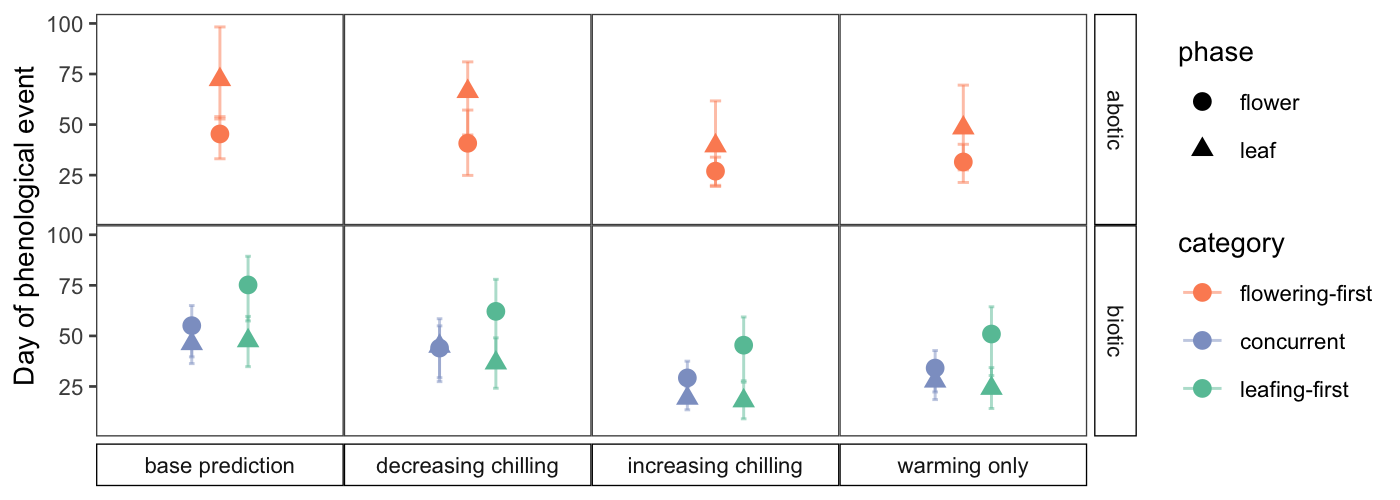 Day of phenological event
100
75
50
25
100
75
50
25
abotic
biotic
base prediction
decreasing chilling
increasing chilling
warming only
phase
flower
leaf
category
flowering-first
concurrent
leafing-first